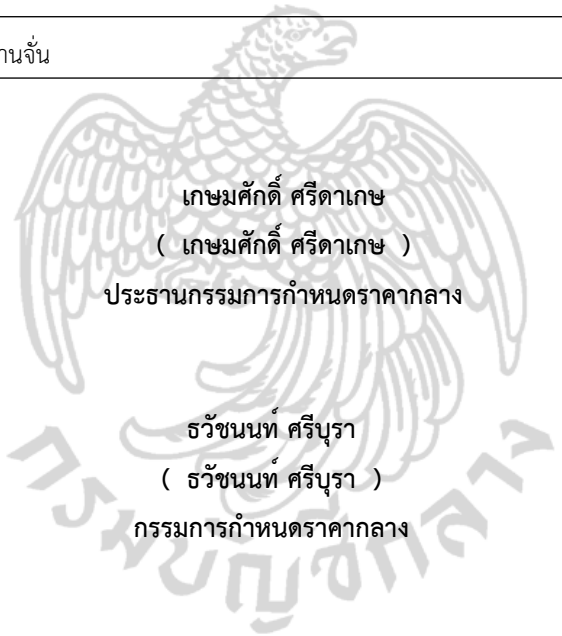 านจั่น
เกษมศักดิ์ ศรีดาเกษ
( เกษมศักดิ์ ศรีดาเกษ )
ประธานกรรมการกำหนดราคากลาง
ธวัชนนท์ ศรีบุรา
( ธวัชนนท์ ศรีบุรา )
กรรมการกำหนดราคากลาง
กรมบัญชีกลาง